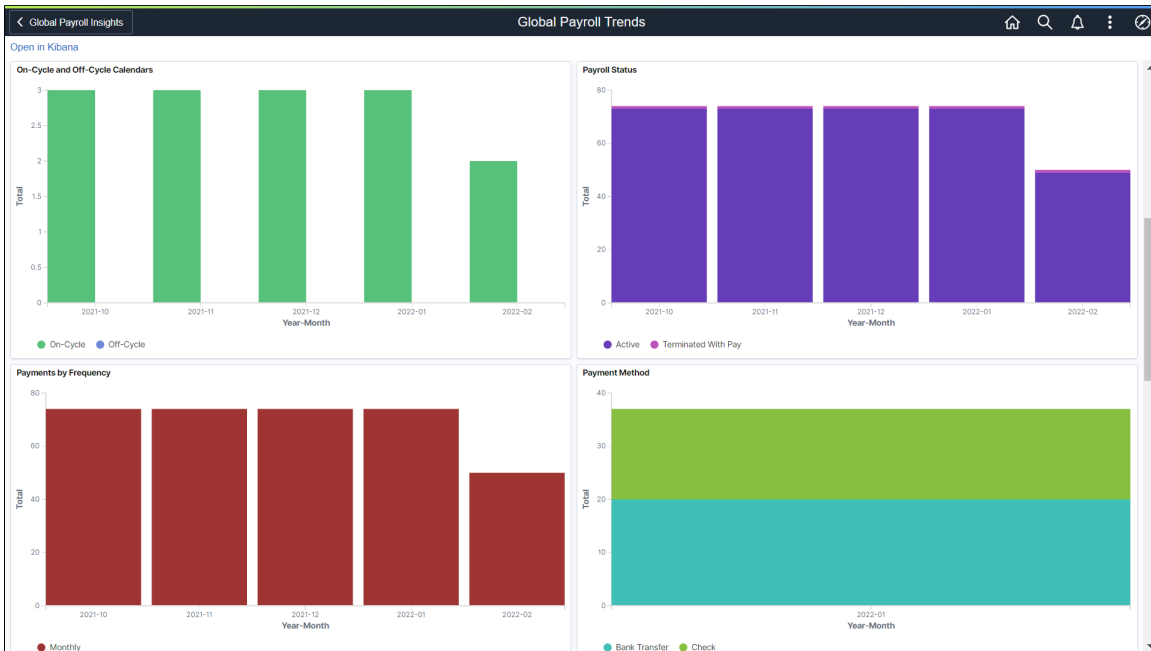 Global Payroll Insights
Global Payroll Trends
Open in Kibana
On-Cycle and Off-Cycle Calendars
3
2.5
2
1.5
1
0.5
0
Total
2021-10
2021-11
2021-12
2022-01
2022-02
Year-Month
On-Cycle
Off-Cycle
Payroll Status
80
60
40
20
0
Total
2021-10
2021-11
2021-12
2022-01
2022-02
Year-Month
Active
Terminated With Pay
Payments by Frequency
80
60
40
20
0
Total
2021-10
2021-11
2021-12
2022-01
2022-02
Year-Month
Monthly
Payment Method
40
30
20
10
0
Total
2022-01
Year-Month
Bank Transfer
Check